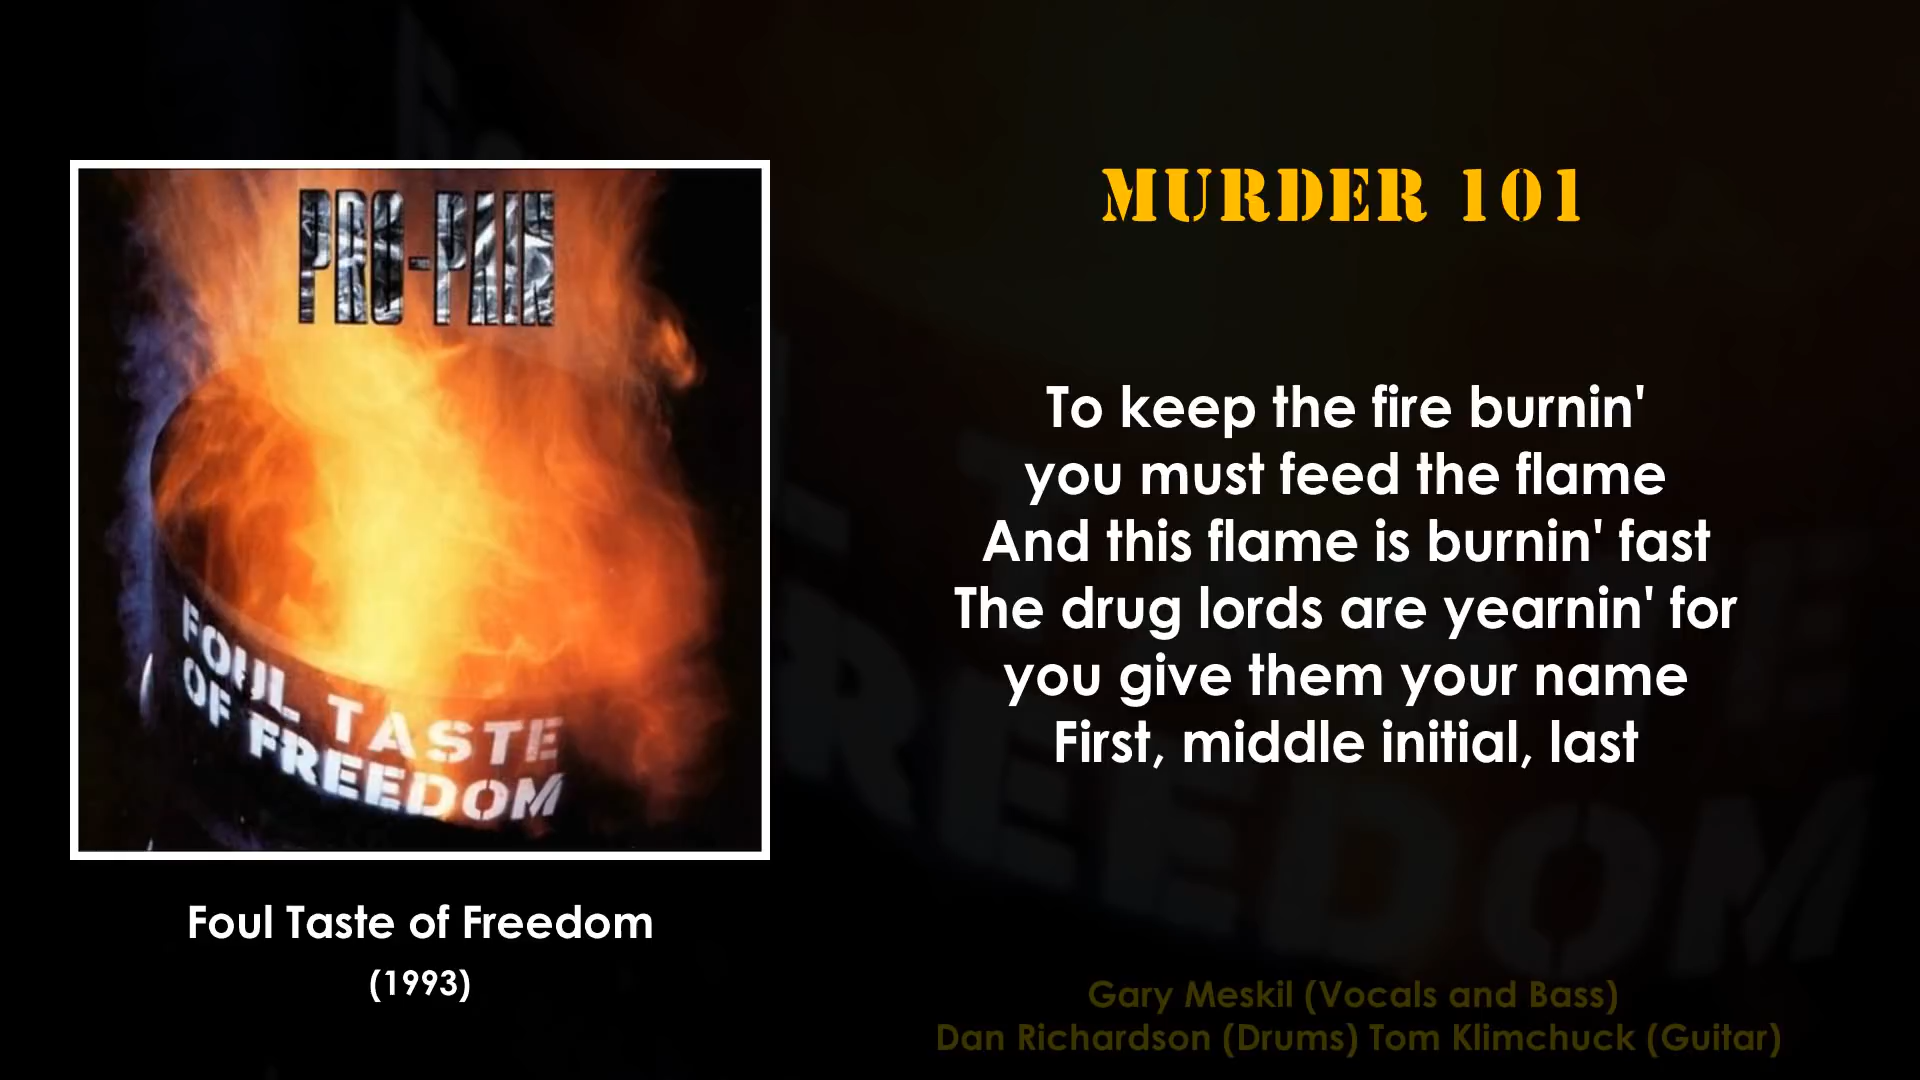 PRO-PAIN
FOUL TASTE
OF FREEDOM
Foul Taste of Freedom
(1993)
MURDER 101
To keep the fire burnin'
you must feed the flame
And this flame is burnin' fast
The drug lords are yearnin' for
you give them your name
First, middle initial, last
Gary Meskil (Vocals and Bass)
Dan Richardson (Drums) Tom Klimchuck (Guitar)